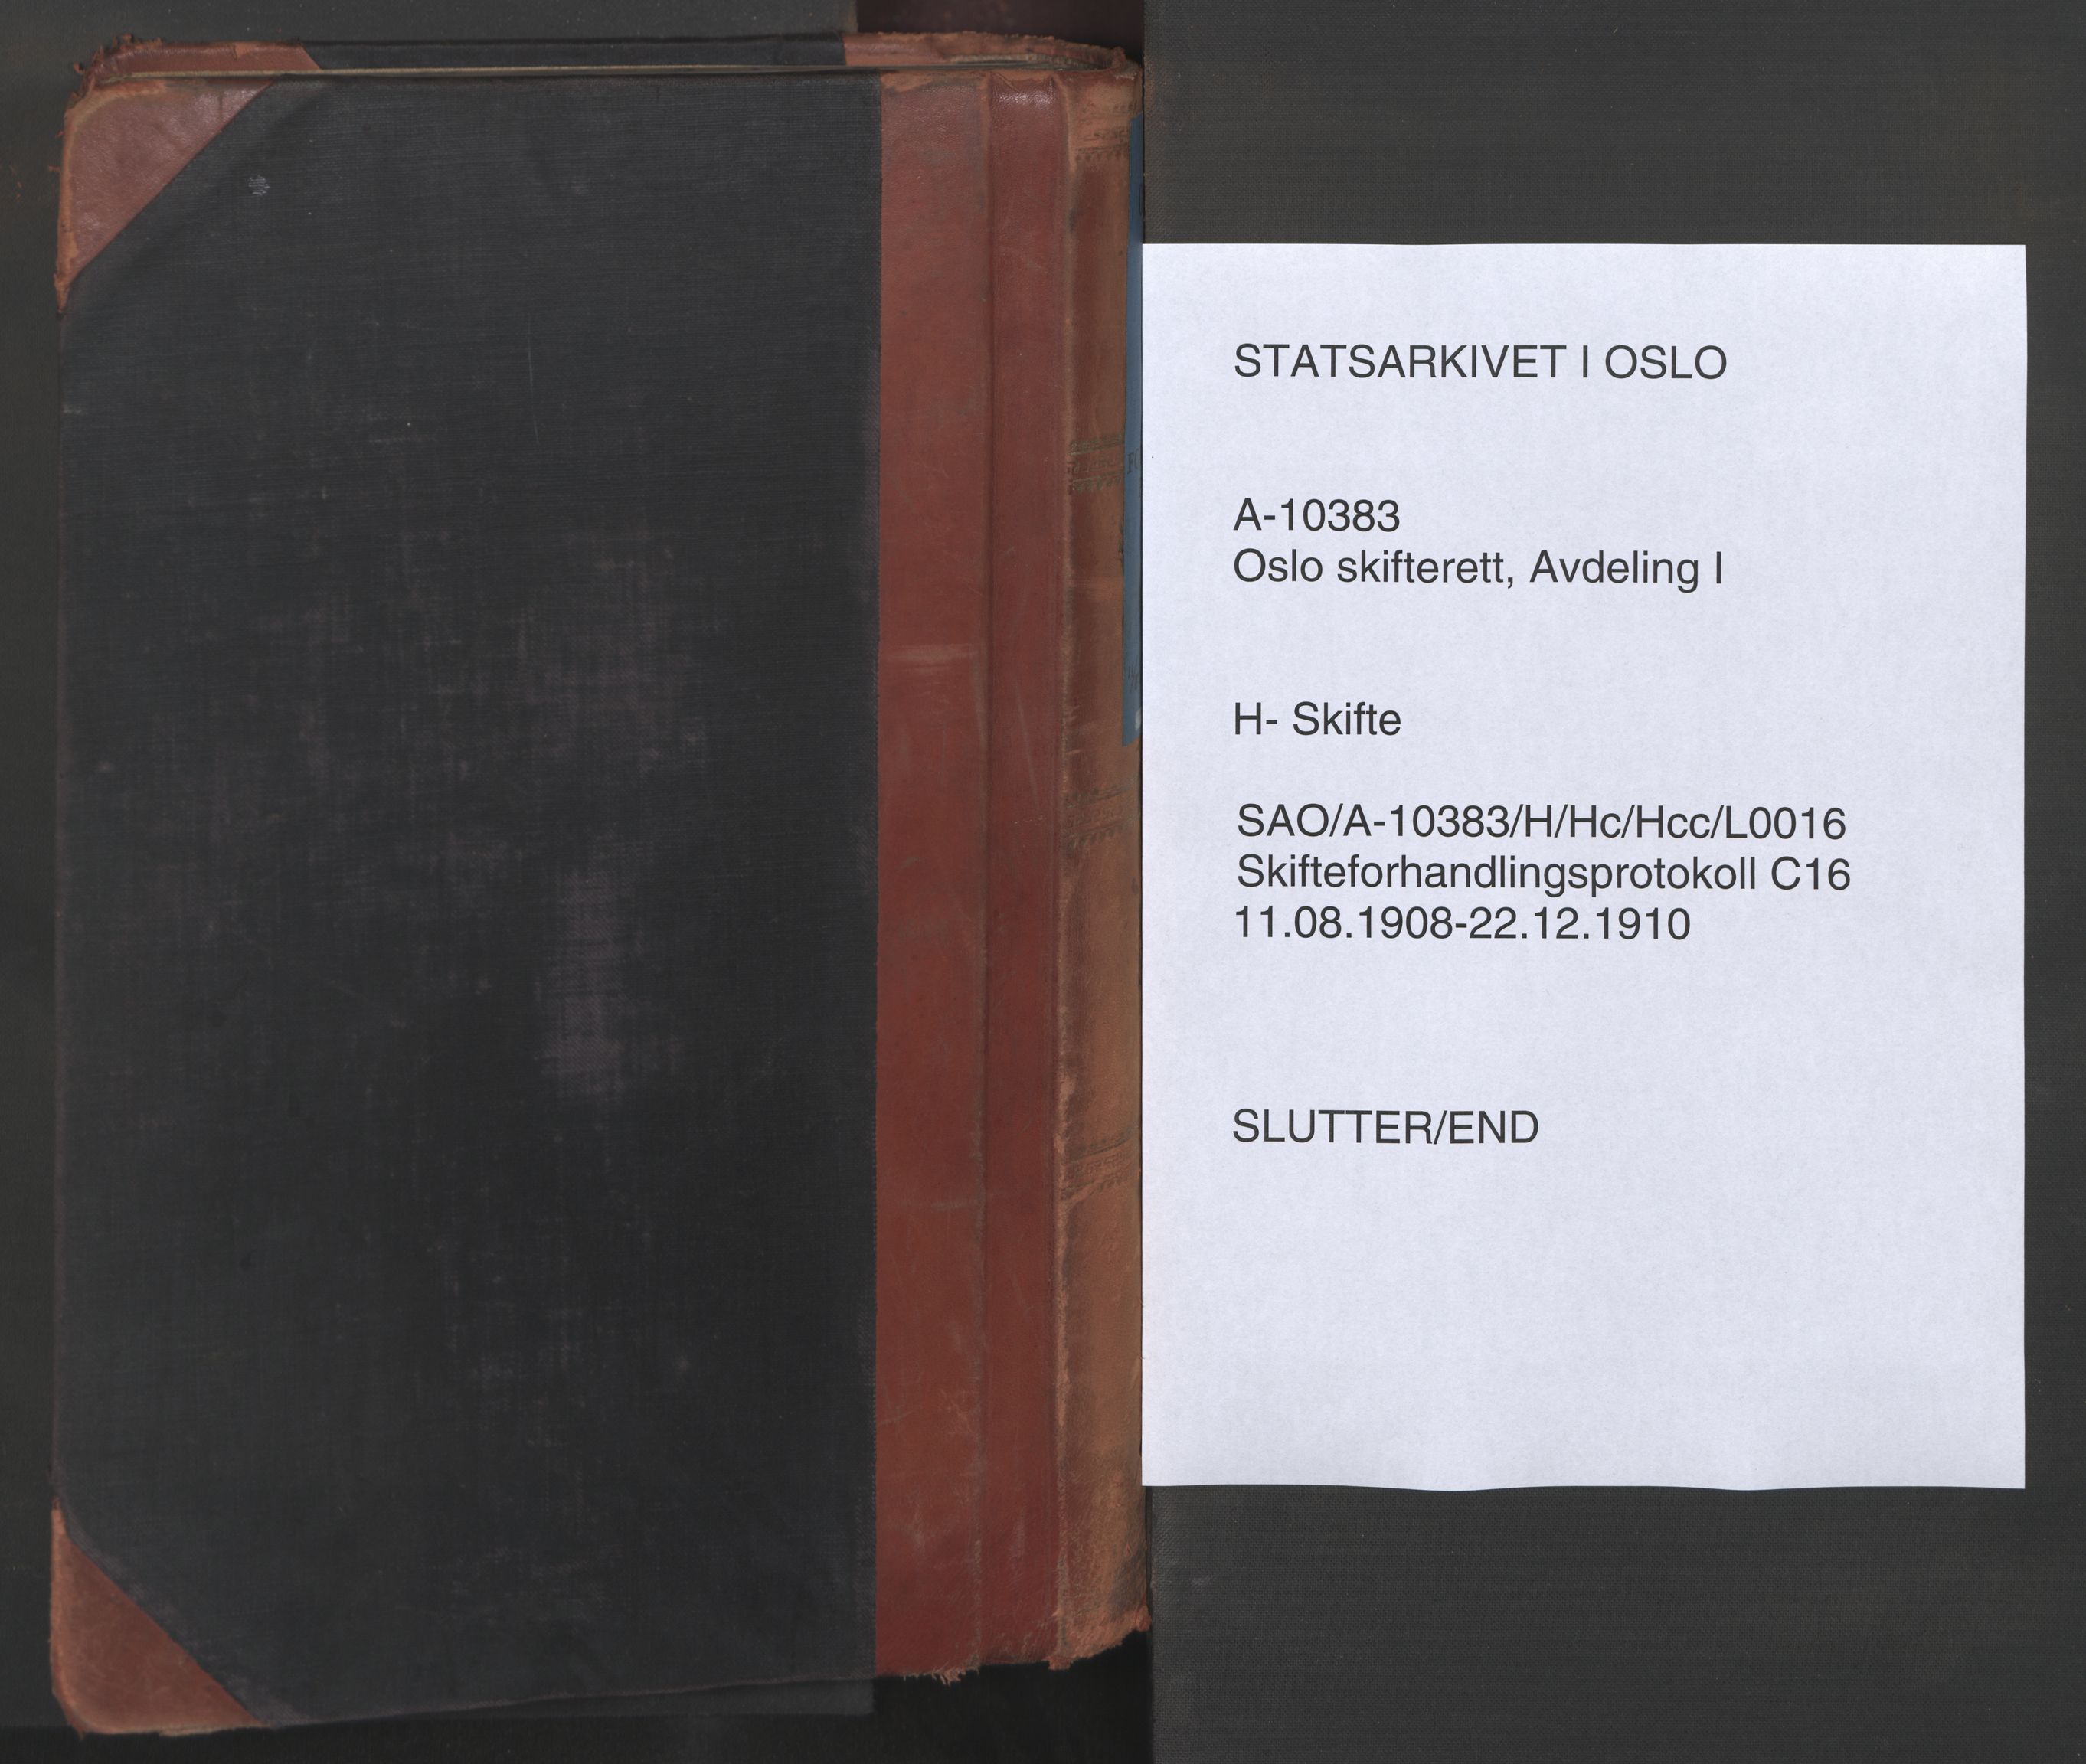 STATSARKIVET I OSLO
A-10383
Oslo skifterett, Avdeling I
H- Skifte
SAO/A-10383/H/Hc/Hcc/L0016
Skifteforhandlingsprotokoll C16
11.08.1908-22.12.1910
SLUTTER/END